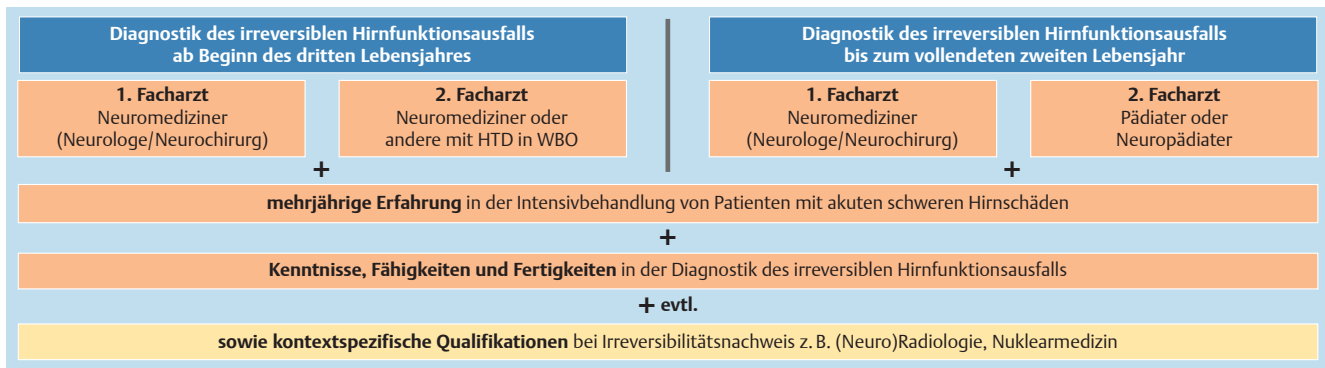 Diagnostik des irreversiblen Hirnfunktionsausfalls
ab Beginn des dritten Lebensjahres
Diagnostik des irreversiblen Hirnfunktionsausfalls
bis zum vollendeten zweiten Lebensjahr
1. Facharzt
Neuromediziner
(Neurologe/Neurochirurg)
2. Facharzt
Neuromediziner oder
andere mit HTD in WBO
1. Facharzt
Neuromediziner
(Neurologe/Neurochirurg)
2. Facharzt
Pädiater oder
Neuropädiater
+
+
mehrjährige Erfahrung in der Intensivbehandlung von Patienten mit akuten schweren Hirnschäden
+
Kenntnisse, Fähigkeiten und Fertigkeiten in der Diagnostik des irreversiblen Hirnfunktionsausfalls
+ evtl.
sowie kontextspezifische Qualifikationen bei Irreversibilitätsnachweis z. B. (Neuro)Radiologie, Nuklearmedizin